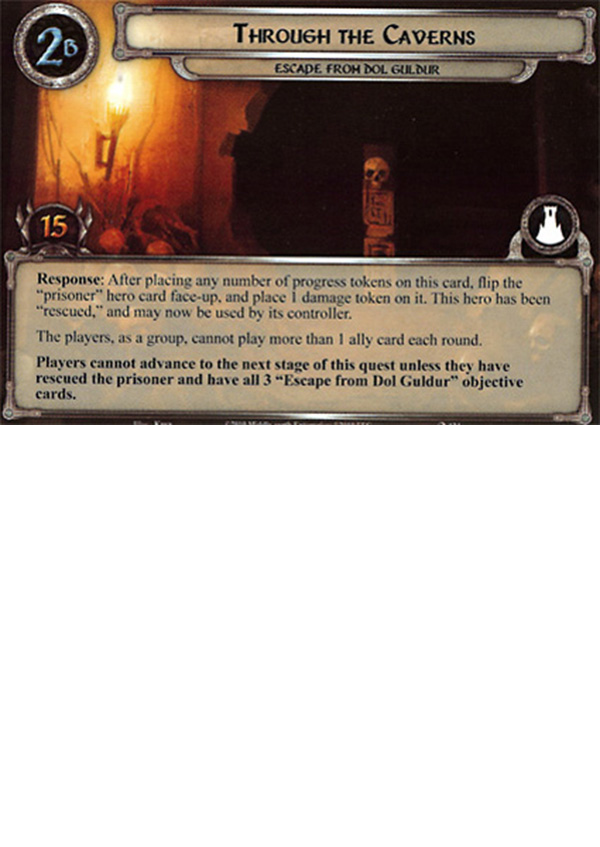 2B
THROUGH THE CAVERNS
ESCAPE FROM DOL GULDUR
15
Response: After placing any number of progress tokens on this card, flip the
“prisoner” hero card face-up, and place 1 damage token on it. This hero has been
“rescued,” and may now be used by its controller.
The players, as a group, cannot play more than 1 ally card each round.
Players cannot advance to the next stage of this quest unless they have
rescued the prisoner and have all 3 “Escape from Dol Guldur” objective
cards.